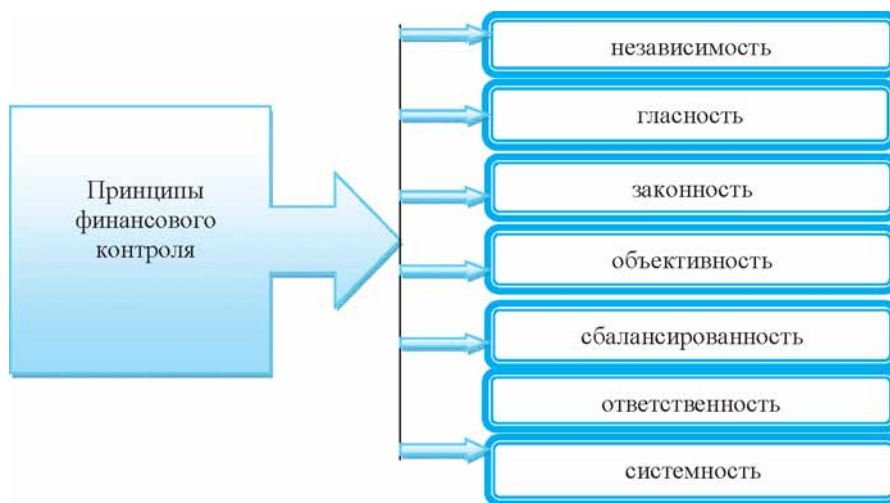 Принципы
финансового
контроля
независимость
гласность
законность
объективность
сбалансированность
ответственность
системность